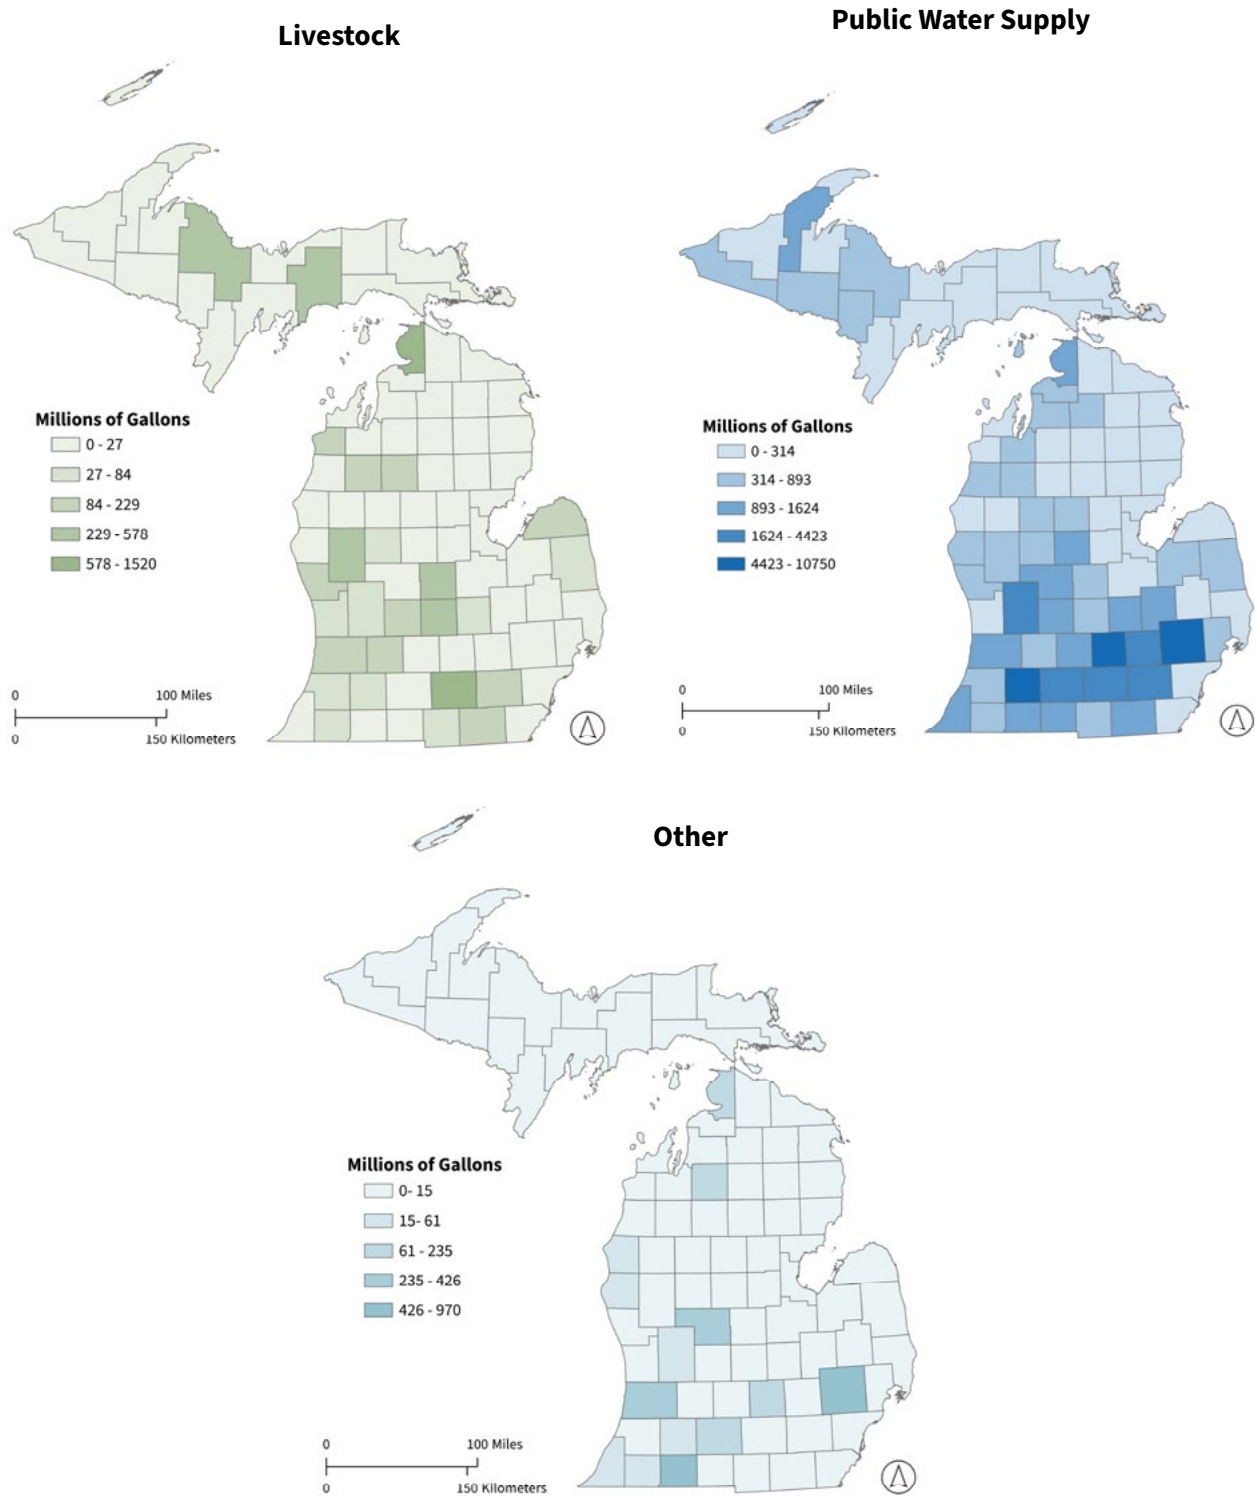 Livestock
Millions of Gallons
0 - 27
27 - 84
84 - 229
229 - 578
578 - 1520
0 100 Miles
0 150 Kilometers
Public Water Supply
Millions of Gallons
0 - 314
314 - 893
893 - 1624
1624 - 4423
4423 - 10750
0 100 Miles
0 150 Kilometers
Other
Millions of Gallons
0- 15
15- 61
61 - 235
235 - 426
426 - 970
0 100 Miles
0 150 Kilometers